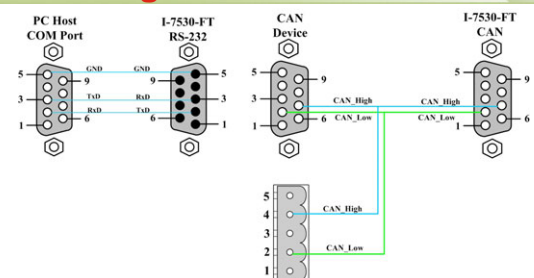 PC Host
COM Port
I-7530-FT
RS-232
CAN
Device
I-7530-FT
CAN
5
9
3
6
1
GND
GND
TxD
RxD
RxD
TxD
9
5
3
6
1
5
9
3
6
1
CAN_High
CAN_High
CAN_Low
CAN_Low
5
9
3
6
1
5
4
3
2
1
CAN_High
CAN_Low